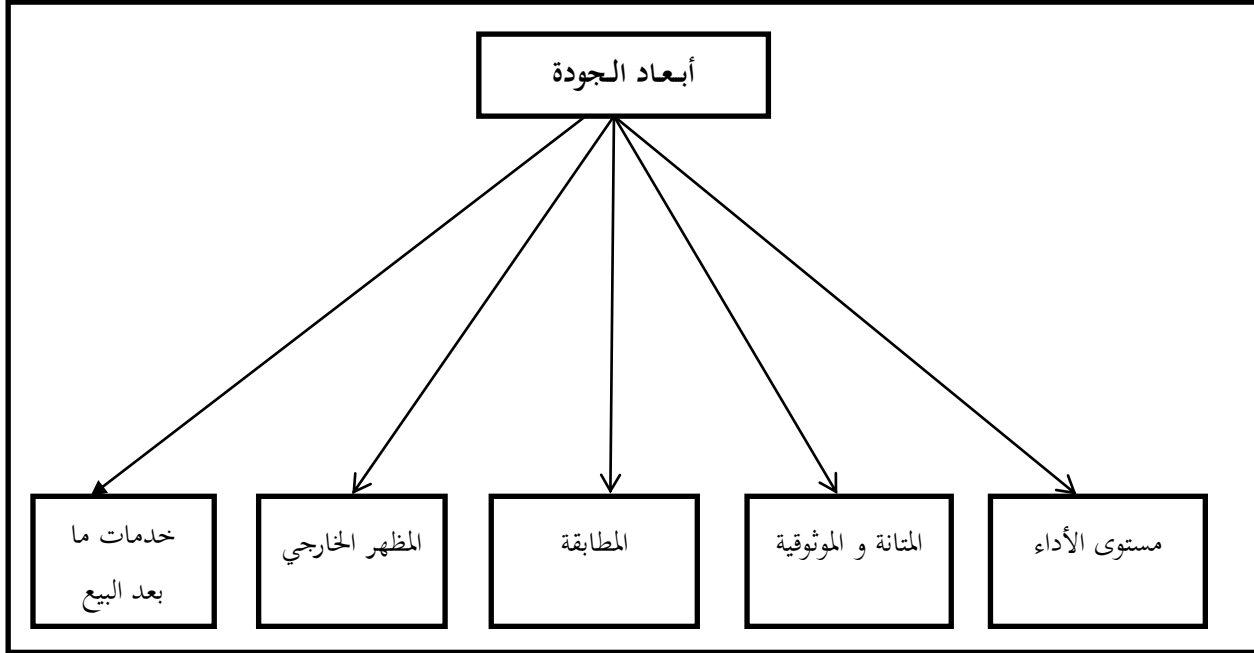 أبعاد الجودة
مستوى الأداء
المتانة و الموثوقية
المطابقة
المظهر الخارجي
خدمات ما
بعد البيع